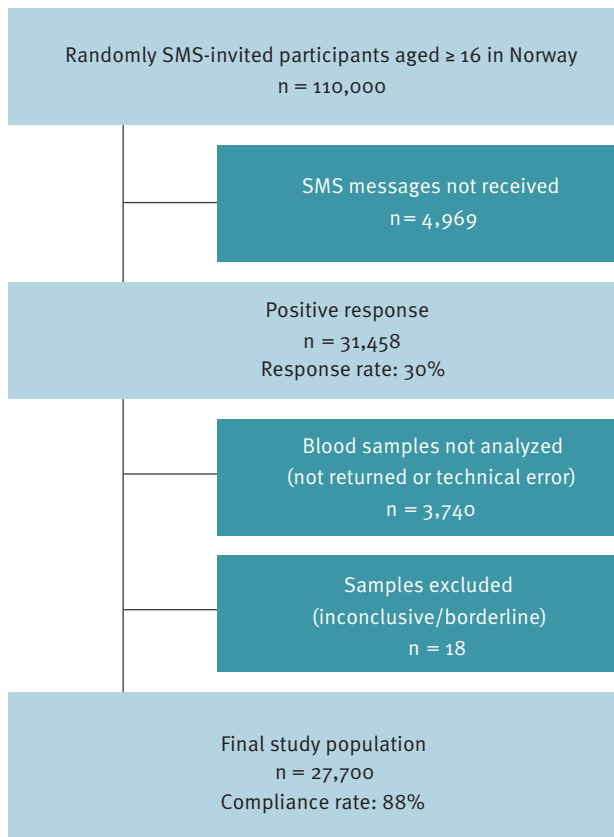 Randomly SMS-invited participants aged ≥ 16 in Norway
n = 110,000
SMS messages not received
n= 4,969
Positive response
n = 31,458
Response rate: 30%
Blood samples not analyzed
(not returned or technical error)
n = 3,740
Samples excluded
(inconclusive/borderline)
n = 18
Final study population
n = 27,700
Compliance rate: 88%